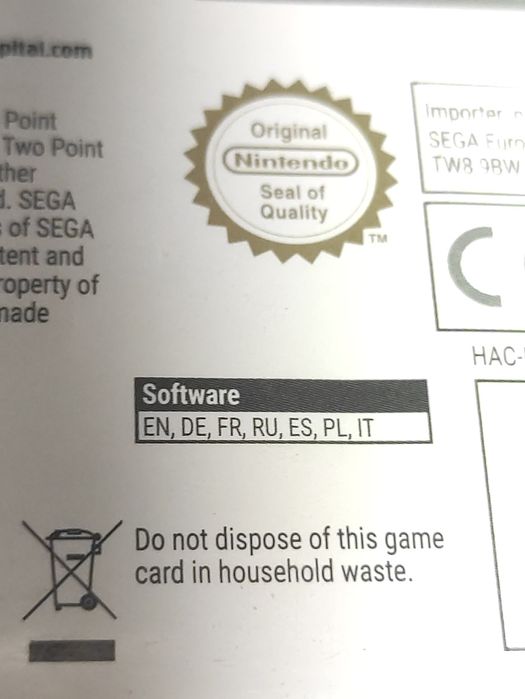 pital.com
Point
Two Point
ther
d. SEGA
s of SEGA
tent and
roperty of
made
Original
Nintendo
Seal of
Quality
TM
Importer
SEGA Euro
TW8 9BW
CE
HAC-
Software
EN, DE, FR, RU, ES, PL, IT
Do not dispose of this game
card in household waste.